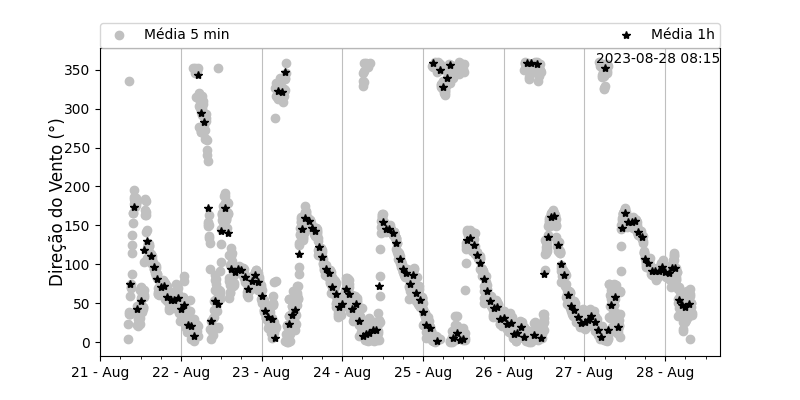 Média 5 min
Média 1h
2023-08-28 08:15
Direção do Vento (°)
350
300
250
200
150
100
50
0
21 - Aug
22 - Aug
23 - Aug
24 - Aug
25 - Aug
26 - Aug
27 - Aug
28 - Aug